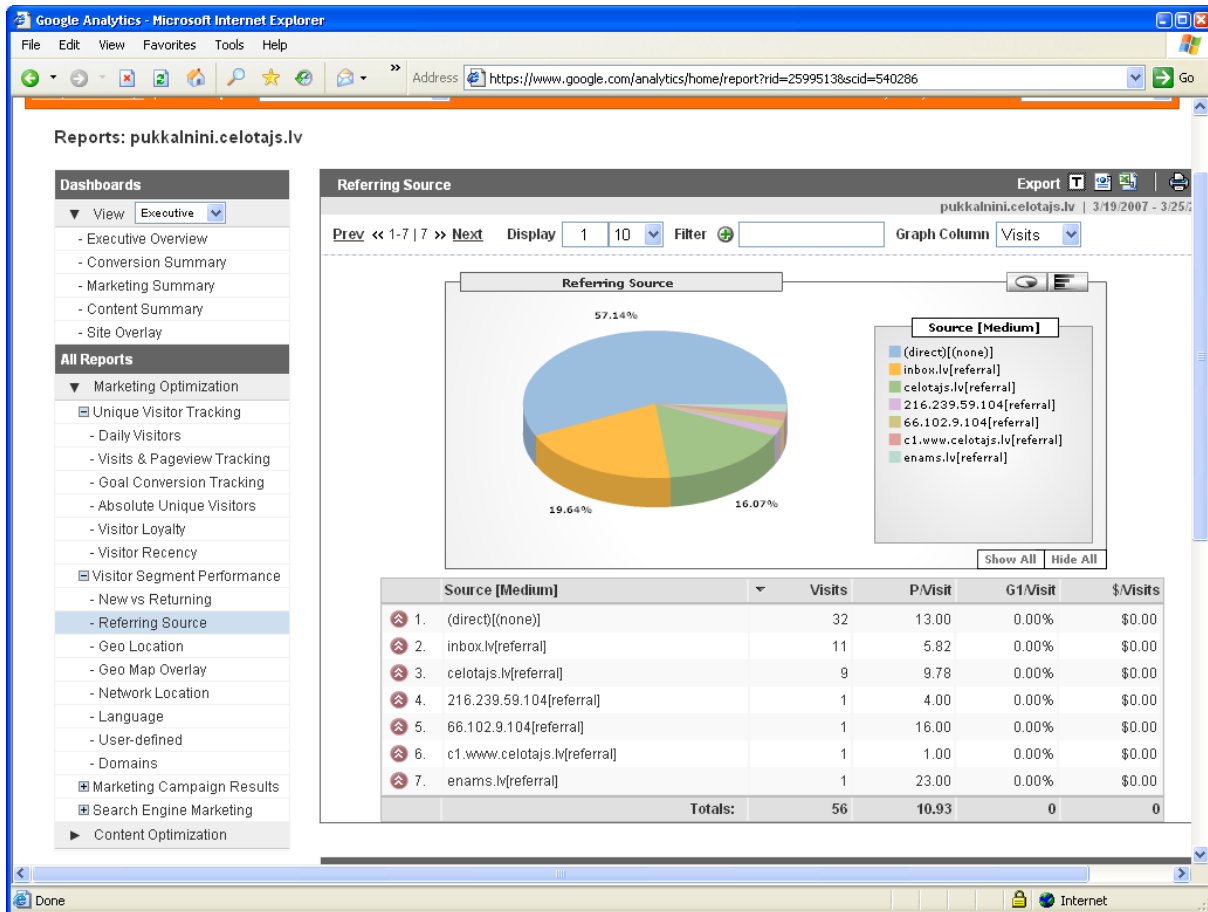 Google Analytics - Microsoft Internet Explorer
File Edit View Favorites Tools Help
» Address https://www.google.com/analytics/home/report?rid=2599513&scid=540286 Go
Reports: pukkalnini.celotajs.lv
Dashboards
▼ View Executive
- Executive Overview
- Conversion Summary
- Marketing Summary
- Content Summary
- Site Overlay
All Reports
▼ Marketing Optimization
Unique Visitor Tracking
- Daily Visitors
- Visits & Pageview Tracking
- Goal Conversion Tracking
- Absolute Unique Visitors
- Visitor Loyalty
- Visitor Recency
Visitor Segment Performance
- New vs Returning
- Referring Source
- Geo Location
- Geo Map Overlay
- Network Location
- Language
- User-defined
- Domains
Marketing Campaign Results
Search Engine Marketing
► Content Optimization
Referring Source Export T
pukkalnini.celotajs.lv | 3/19/2007 - 3/25/2
Prev « 1-7 | 7 » Next Display 1 10 Filter Graph Column Visits
Referring Source
57.14%
19.64%
16.07%
Source [Medium]
(direct)[(none)]
inbox.lv[referral]
celotajs.lv[referral]
216.239.59.104[referral]
66.102.9.104[referral]
c1.www.celotajs.lv[referral]
enams.lv[referral]
Show All Hide All
Source [Medium] Visits P/Visit G1/Visit $/Visits
1. (direct)[(none)] 32 13.00 0.00% $0.00
2. inbox.lv[referral] 11 5.82 0.00% $0.00
3. celotajs.lv[referral] 9 9.78 0.00% $0.00
4. 216.239.59.104[referral] 1 4.00 0.00% $0.00
5. 66.102.9.104[referral] 1 16.00 0.00% $0.00
6. c1.www.celotajs.lv[referral] 1 1.00 0.00% $0.00
7. enams.lv[referral] 1 23.00 0.00% $0.00
Totals: 56 10.93 0 0
Done Internet